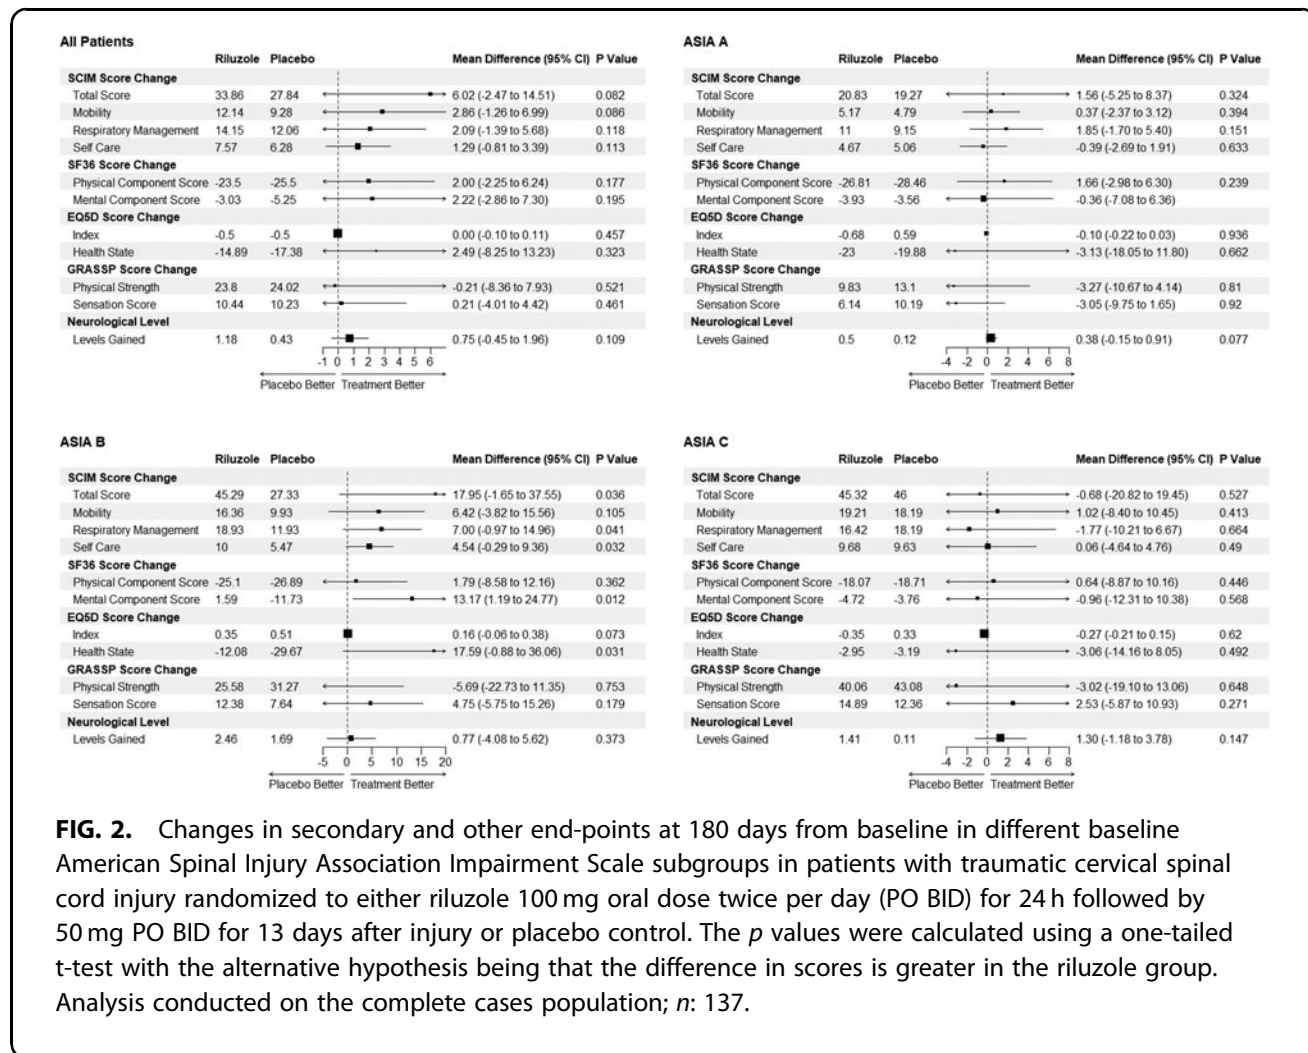 All Patients
Riluzole Placebo Mean Difference (95% CI) P Value
SCIM Score Change
Total Score 33.86 27.84 6.02 (-2.47 to 14.51) 0.082
Mobility 12.14 9.28 2.86 (-1.26 to 6.99) 0.086
Respiratory Management 14.15 12.06 2.09 (-1.39 to 5.68) 0.118
Self Care 7.57 6.28 1.29 (-0.81 to 3.39) 0.113
SF36 Score Change
Physical Component Score -23.5 -25.5 2.00 (-2.25 to 6.24) 0.177
Mental Component Score -3.03 -5.25 2.22 (-2.86 to 7.30) 0.195
EQ5D Score Change
Index -0.5 -0.5 0.00 (-0.10 to 0.11) 0.457
Health State -14.89 -17.38 2.49 (-8.25 to 13.23) 0.323
GRASSP Score Change
Physical Strength 23.8 24.02 -0.21 (-8.36 to 7.93) 0.521
Sensation Score 10.44 10.23 0.21 (-4.01 to 4.42) 0.461
Neurological Level
Levels Gained 1.18 0.43 0.75 (-0.45 to 1.96) 0.109
-1 0 1 2 3 4 5 6
Placebo Better Treatment Better
ASIA A
Riluzole Placebo Mean Difference (95% CI) P Value
SCIM Score Change
Total Score 20.83 19.27 1.56 (-5.25 to 8.37) 0.324
Mobility 5.17 4.79 0.37 (-2.37 to 3.12) 0.394
Respiratory Management 11 9.15 1.85 (-1.70 to 5.40) 0.151
Self Care 4.67 5.06 -0.39 (-2.69 to 1.91) 0.633
SF36 Score Change
Physical Component Score -26.81 -28.46 1.66 (-2.98 to 6.30) 0.239
Mental Component Score -3.93 -3.56 -0.36 (-7.08 to 6.36)
EQ5D Score Change
Index -0.68 0.59 -0.10 (-0.22 to 0.03) 0.936
Health State -23 -19.88 -3.13 (-18.05 to 11.80) 0.662
GRASSP Score Change
Physical Strength 9.83 13.1 -3.27 (-10.67 to 4.14) 0.81
Sensation Score 6.14 10.19 -3.05 (-9.75 to 1.65) 0.92
Neurological Level
Levels Gained 0.5 0.12 0.38 (-0.15 to 0.91) 0.077
-4 -2 0 2 4 6 8
Placebo Better Treatment Better
ASIA B
Riluzole Placebo Mean Difference (95% CI) P Value
SCIM Score Change
Total Score 45.29 27.33 17.95 (-1.65 to 37.55) 0.036
Mobility 16.36 9.93 6.42 (-3.82 to 15.56) 0.105
Respiratory Management 18.93 11.93 7.00 (-0.97 to 14.96) 0.041
Self Care 10 5.47 4.54 (-0.29 to 9.36) 0.032
SF36 Score Change
Physical Component Score -25.1 -26.89 1.79 (-8.58 to 12.16) 0.362
Mental Component Score 1.59 -11.73 13.17 (1.19 to 24.77) 0.012
EQ5D Score Change
Index 0.35 0.51 0.16 (-0.06 to 0.38) 0.073
Health State -12.08 -29.67 17.59 (-0.88 to 36.06) 0.031
GRASSP Score Change
Physical Strength 25.58 31.27 -5.69 (-22.73 to 11.35) 0.753
Sensation Score 12.38 7.64 4.75 (-5.75 to 15.26) 0.179
Neurological Level
Levels Gained 2.46 1.69 0.77 (-4.08 to 5.62) 0.373
-5 0 5 10 15 20
Placebo Better Treatment Better
ASIA C
Riluzole Placebo Mean Difference (95% CI) P Value
SCIM Score Change
Total Score 45.32 46 -0.68 (-20.82 to 19.45) 0.527
Mobility 19.21 18.19 1.02 (-8.40 to 10.45) 0.413
Respiratory Management 16.42 18.19 -1.77 (-10.21 to 6.67) 0.664
Self Care 9.68 9.63 0.06 (-4.64 to 4.76) 0.49
SF36 Score Change
Physical Component Score -18.07 -18.71 0.64 (-8.87 to 10.16) 0.446
Mental Component Score -4.72 -3.76 -0.96 (-12.31 to 10.38) 0.568
EQ5D Score Change
Index -0.35 0.33 -0.27 (-0.21 to 0.15) 0.62
Health State -2.95 -3.19 -3.06 (-14.16 to 8.05) 0.492
GRASSP Score Change
Physical Strength 40.06 43.08 -3.02 (-19.10 to 13.06) 0.648
Sensation Score 14.89 12.36 2.53 (-5.87 to 10.93) 0.271
Neurological Level
Levels Gained 1.41 0.11 1.30 (-1.18 to 3.78) 0.147
-4 -2 0 2 4 6 8
Placebo Better Treatment Better
FIG. 2. Changes in secondary and other end-points at 180 days from baseline in different baseline
American Spinal Injury Association Impairment Scale subgroups in patients with traumatic cervical spinal
cord injury randomized to either riluzole 100 mg oral dose twice per day (PO BID) for 24 h followed by
50 mg PO BID for 13 days after injury or placebo control. The p values were calculated using a one-tailed
t-test with the alternative hypothesis being that the difference in scores is greater in the riluzole group.
Analysis conducted on the complete cases population; n: 137.